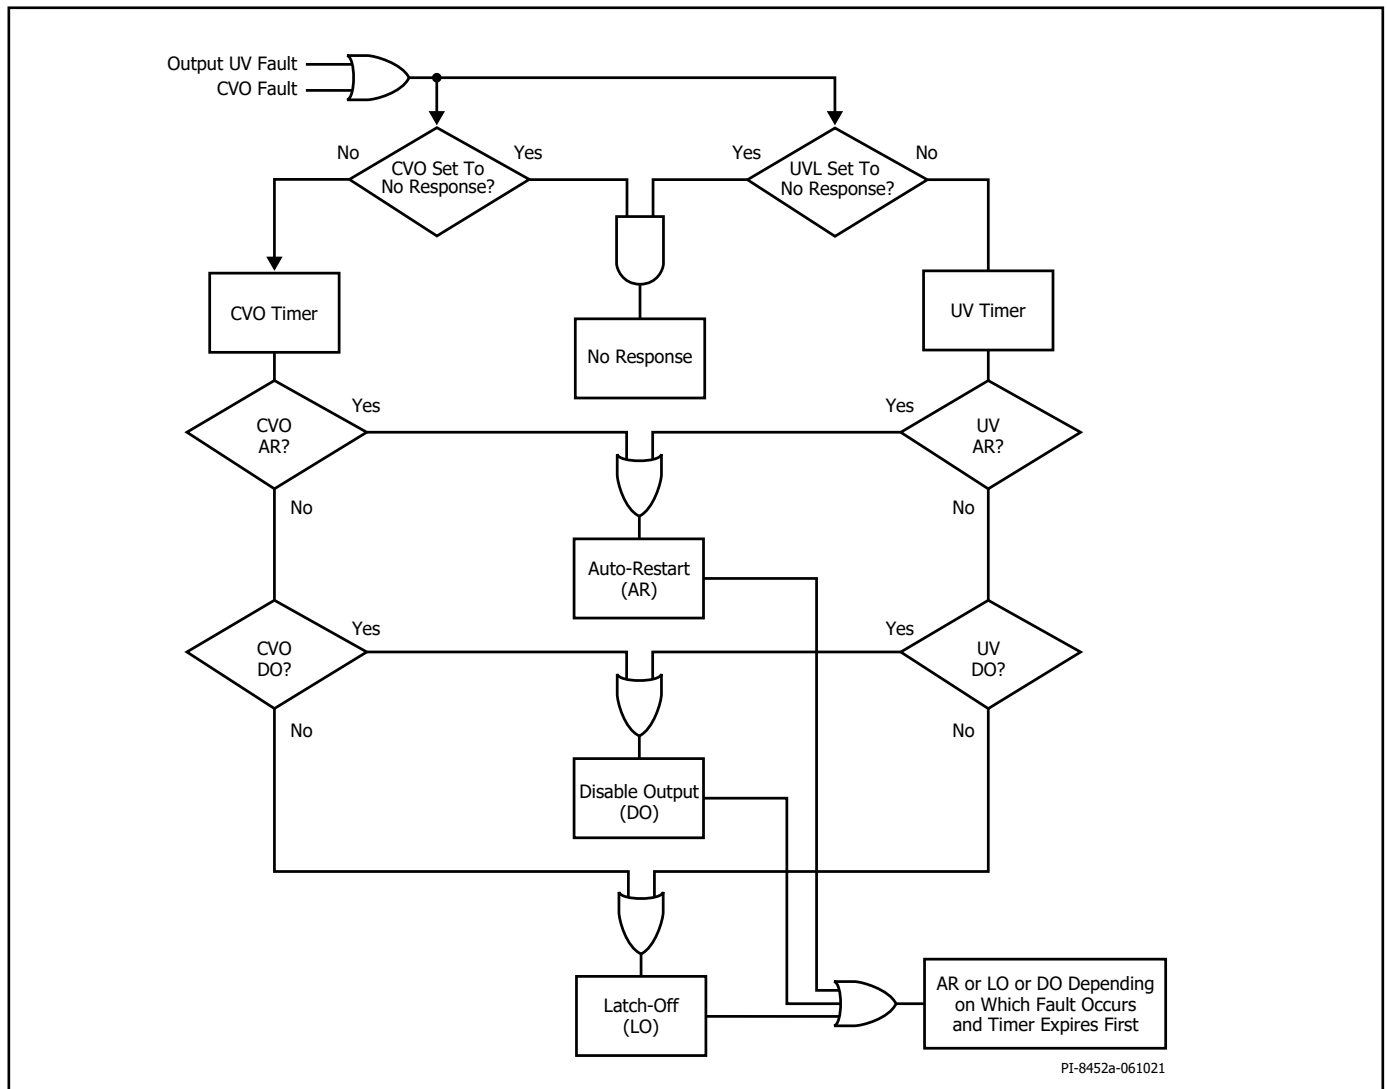 Output UV Fault
CVO Fault
No
Yes
Yes
No
CVO Set To
No Response?
UVL Set To
No Response?
CVO Timer
UV Timer
No Response
Yes
Yes
CVO
AR?
UV
AR?
No
No
Auto-Restart
(AR)
Yes
Yes
CVO
DO?
UV
DO?
No
No
Disable Output
(DO)
Latch-Off
(LO)
AR or LO or DO Depending
on Which Fault Occurs
and Timer Expires First
PI-8452a-061021